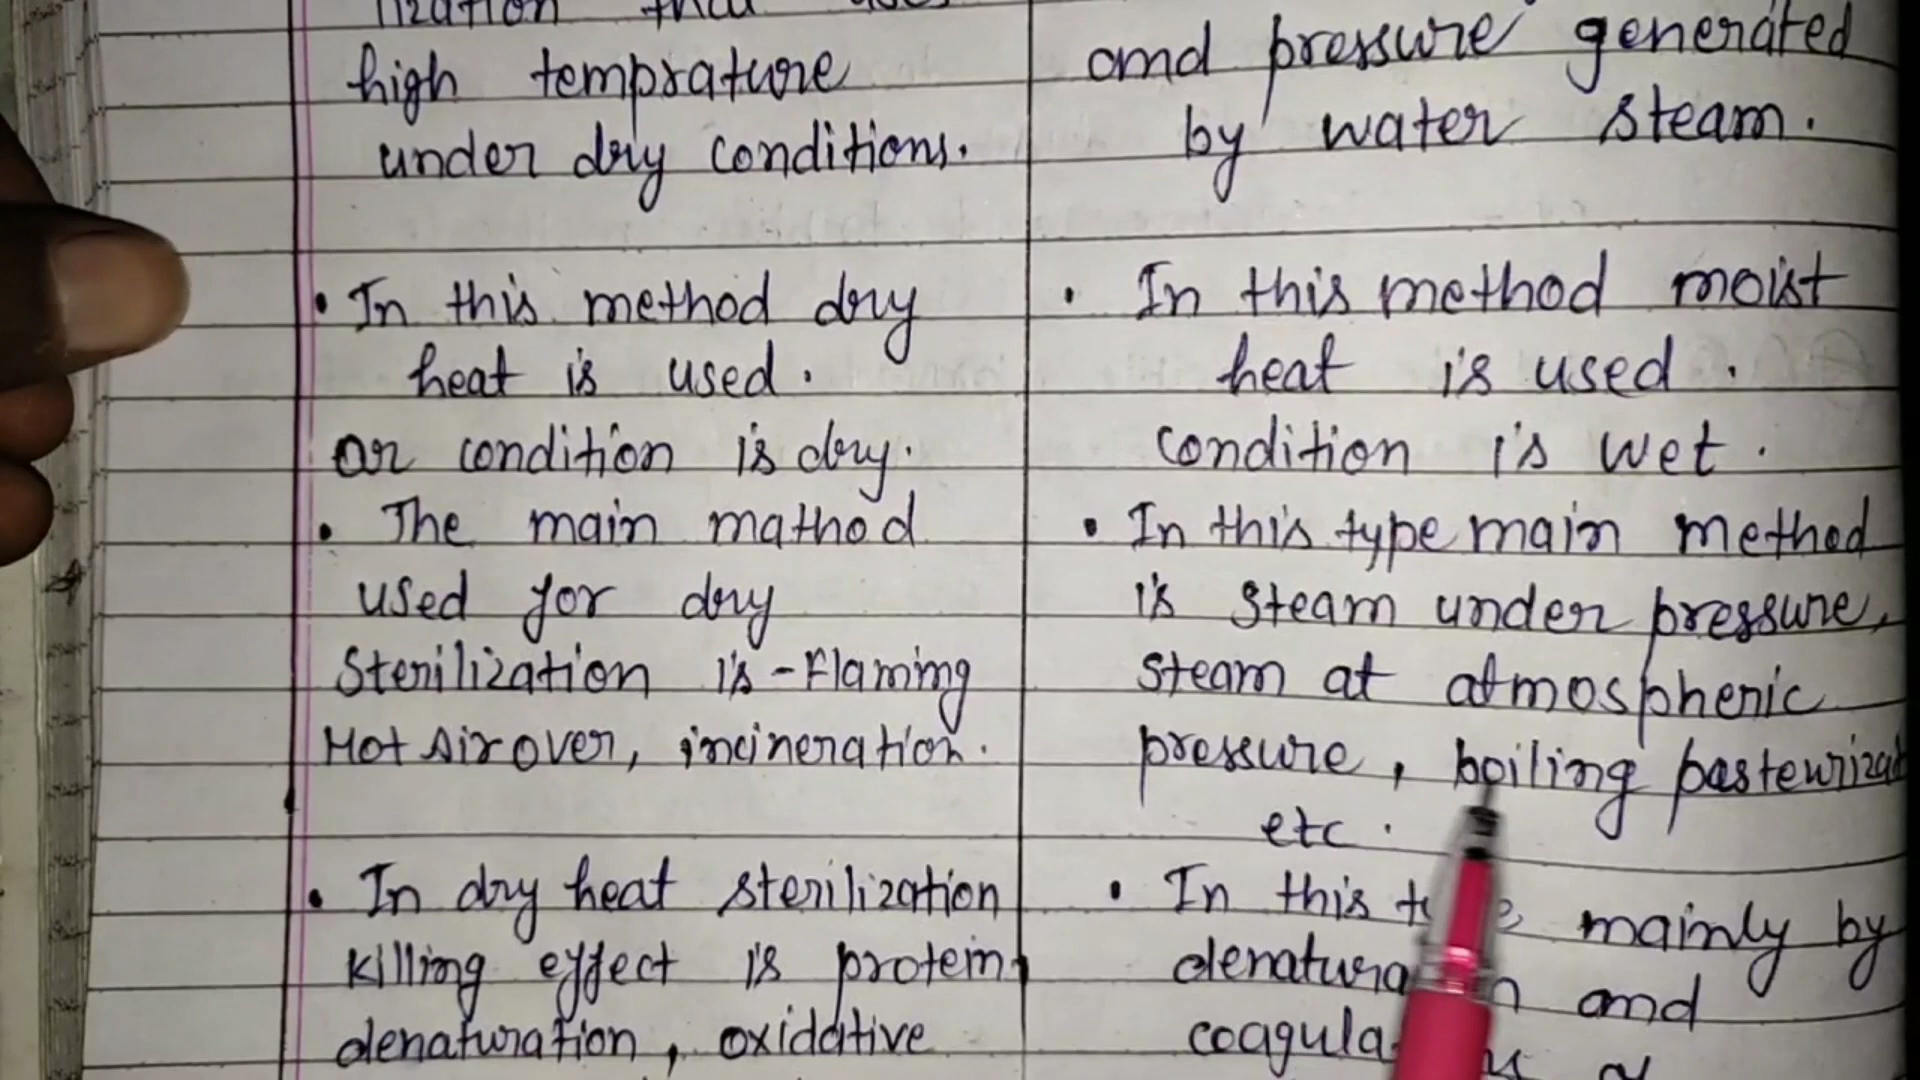 high temprature
under dry conditions.
• In this method dry
heat is used.
or condition is dry.
• The main mathod
used for dry
Sterilization is - Flaming
Hot Air over, incineration.
• In dry heat sterilization
killing effect is protein
denaturation, oxidative
and pressure generated
by water steam.
• In this method moist
heat is used.
condition is wet.
• In this type main method
is steam under pressure,
steam at atmospheric
pressure, boiling pasteurizat
etc.
• In this mainly by
and